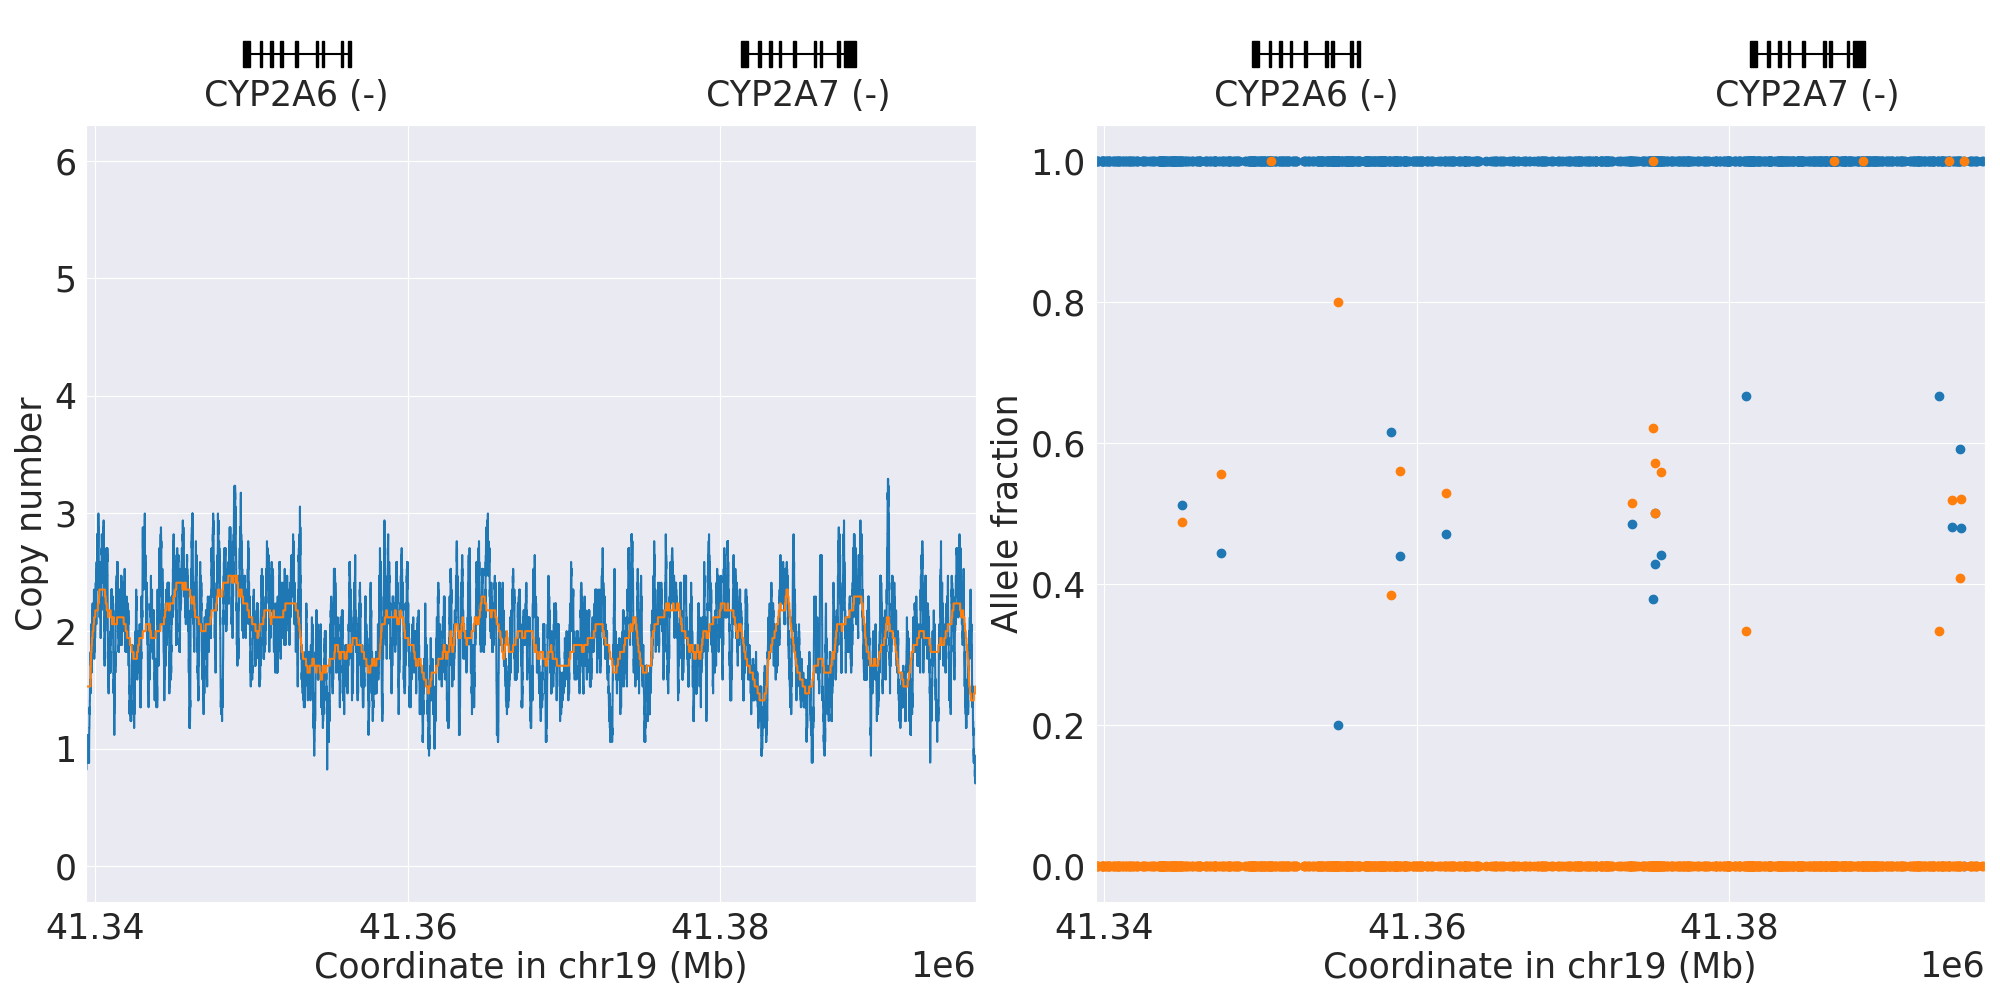 CYP2A6 (-)
CYP2A7 (-)
6
5
4
3
2
1
0
Copy number
41.34
41.36
41.38
Coordinate in chr19 (Mb)
1e6
CYP2A6 (-)
CYP2A7 (-)
1.0
0.8
0.6
0.4
0.2
0.0
Allele fraction
41.34
41.36
41.38
Coordinate in chr19 (Mb)
1e6